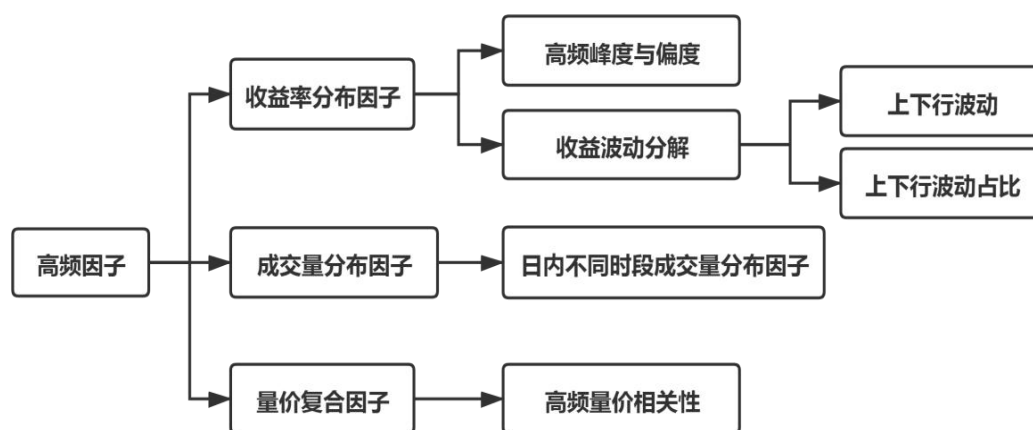 高频因子
收益率分布因子
高频峰度与偏度
收益波动分解
上下行波动
上下行波动占比
成交量分布因子
日内不同时段成交量分布因子
量价复合因子
高频量价相关性